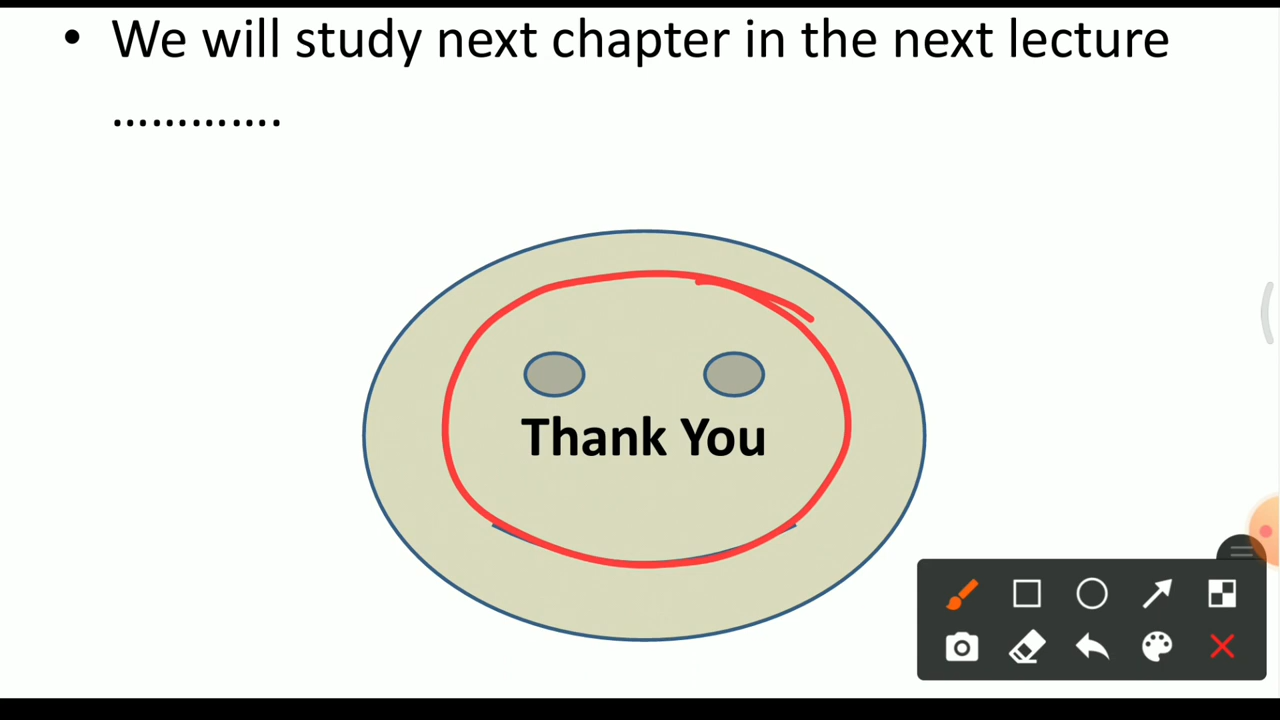 • We will study next chapter in the next lecture
………….
Thank You